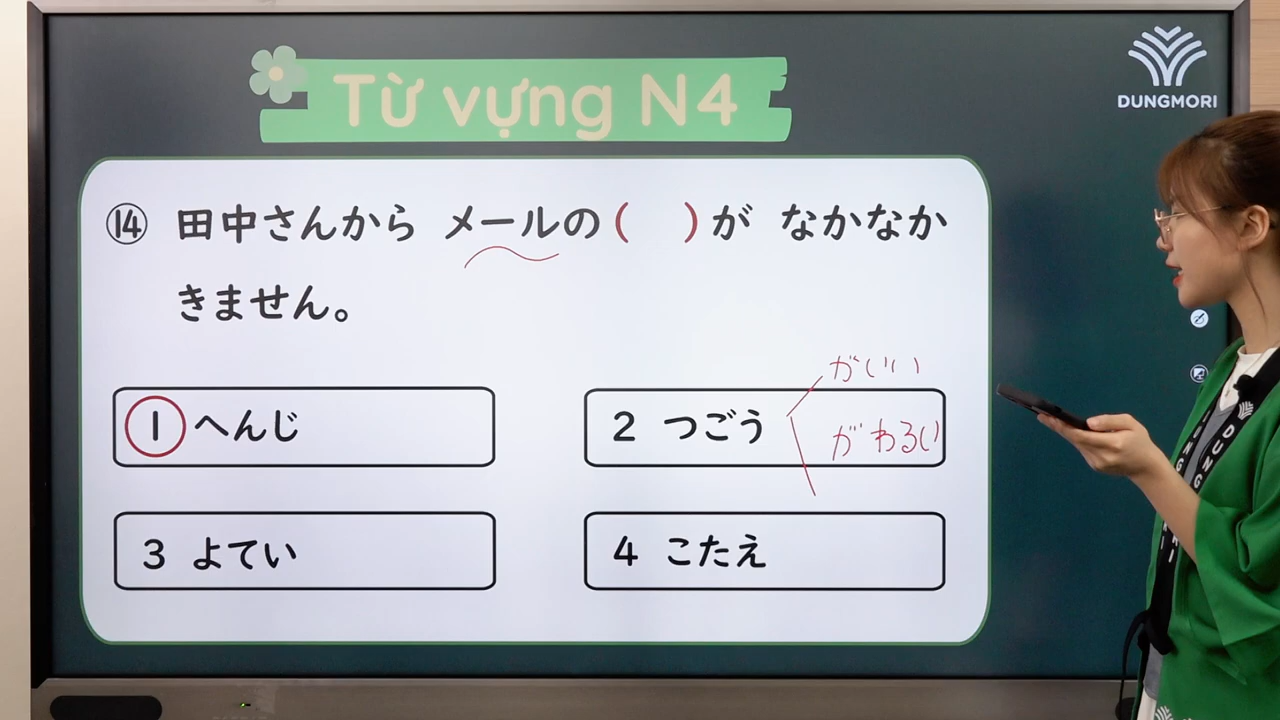 Từ vựng N4
DUNGMORI
⑭ 田中さんから メールの( )が なかなか
きません。
1 へんじ
2 つごう
がいい
がわるい
3 よてい
4 こたえ